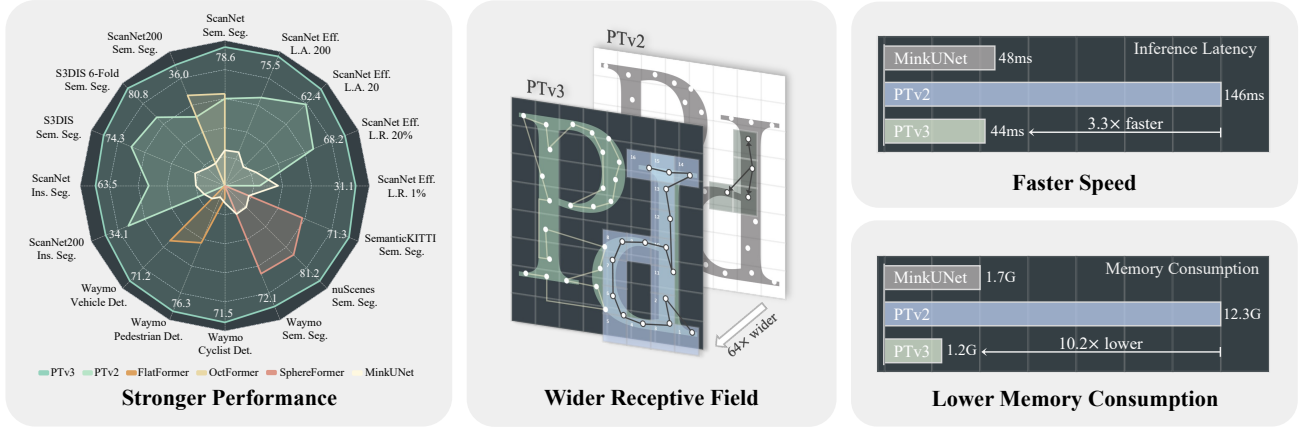 ScanNet
Sem. Seg.
78.6
ScanNet Eff.
L.A. 200
75.5
ScanNet Eff.
L.A. 20
62.4
ScanNet Eff.
L.R. 20%
68.2
ScanNet Eff.
L.R. 1%
31.1
SemanticKITTI
Sem. Seg.
71.3
nuScenes
Sem. Seg.
81.2
Waymo
Sem. Seg.
72.1
Waymo
Cyclist Det.
71.5
Waymo
Pedestrian Det.
76.3
Waymo
Vehicle Det.
71.2
ScanNet200
Ins. Seg.
34.1
ScanNet
Ins. Seg.
63.5
S3DIS
Sem. Seg.
74.3
S3DIS 6-Fold
Sem. Seg.
80.8
ScanNet200
Sem. Seg.
36.0
PTv3 PTv2 FlatFormer OctFormer SphereFormer MinkUNet
Stronger Performance
PTv2
PTv3
64× wider
Wider Receptive Field
Inference Latency
MinkUNet 48ms
PTv2 146ms
PTv3 44ms 3.3× faster
Faster Speed
Memory Consumption
MinkUNet 1.7G
PTv2 12.3G
PTv3 1.2G 10.2× lower
Lower Memory Consumption